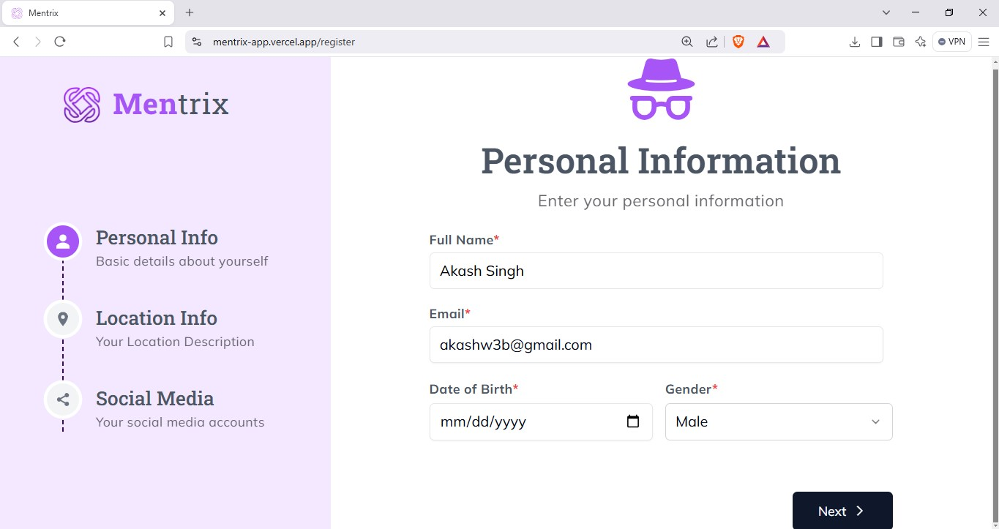 Mentrix
mentrix-app.vercel.app/register
VPN
Mentrix
Personal Info
Basic details about yourself
Location Info
Your Location Description
Social Media
Your social media accounts
Personal Information
Enter your personal information
Full Name*
Akash Singh
Email*
akashw3b@gmail.com
Date of Birth* Gender*
mm/dd/yyyy Male
Next